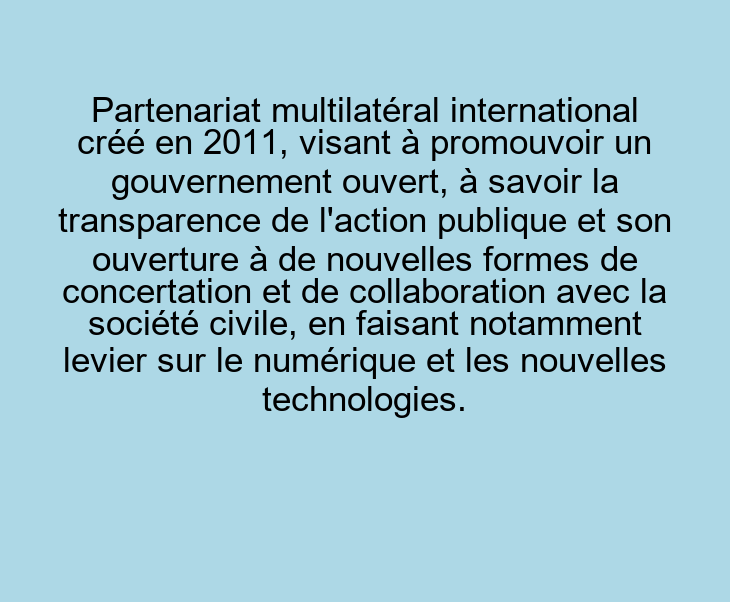 Partenariat multilatéral international
créé en 2011, visant à promouvoir un
gouvernement ouvert, à savoir la
transparence de l'action publique et son
ouverture à de nouvelles formes de
concertation et de collaboration avec la
société civile, en faisant notamment
levier sur le numérique et les nouvelles
technologies.